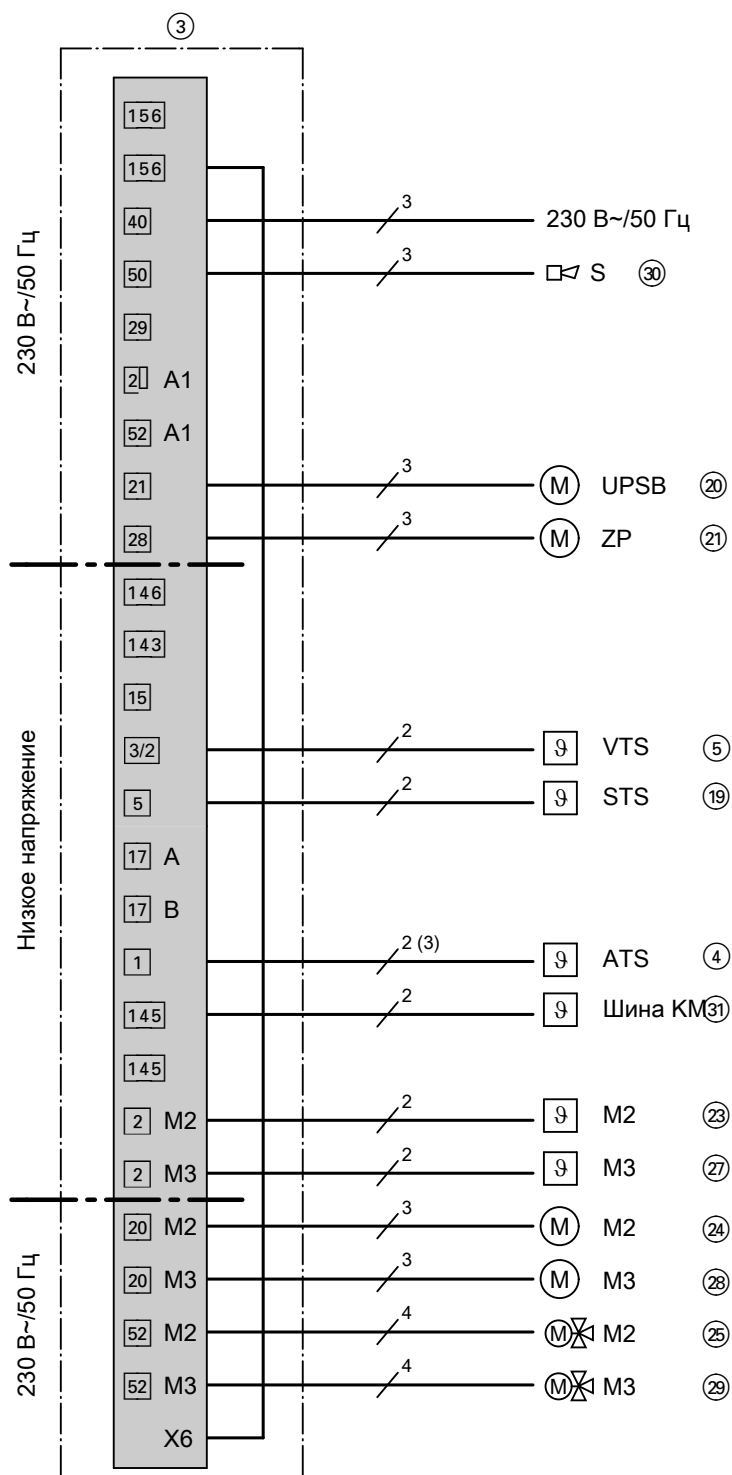 3
230 В~/50 Гц
156
156
40 3 230 В~/50 Гц
50 3 S 30
29
2 A1
52 A1
21 3 M UPSB 20
28 3 M ZP 21
Низкое напряжение
146
143
15
3/2 2 ϑ VTS 5
5 2 ϑ STS 19
17 A
17 B
1 2 (3) ϑ ATS 4
145 2 ϑ Шина KM 31
145
2 M2 2 ϑ M2 23
2 M3 2 ϑ M3 27
230 В~/50 Гц
20 M2 3 M M2 24
20 M3 3 M M3 28
52 M2 4 M M2 25
52 M3 4 M M3 29
X6